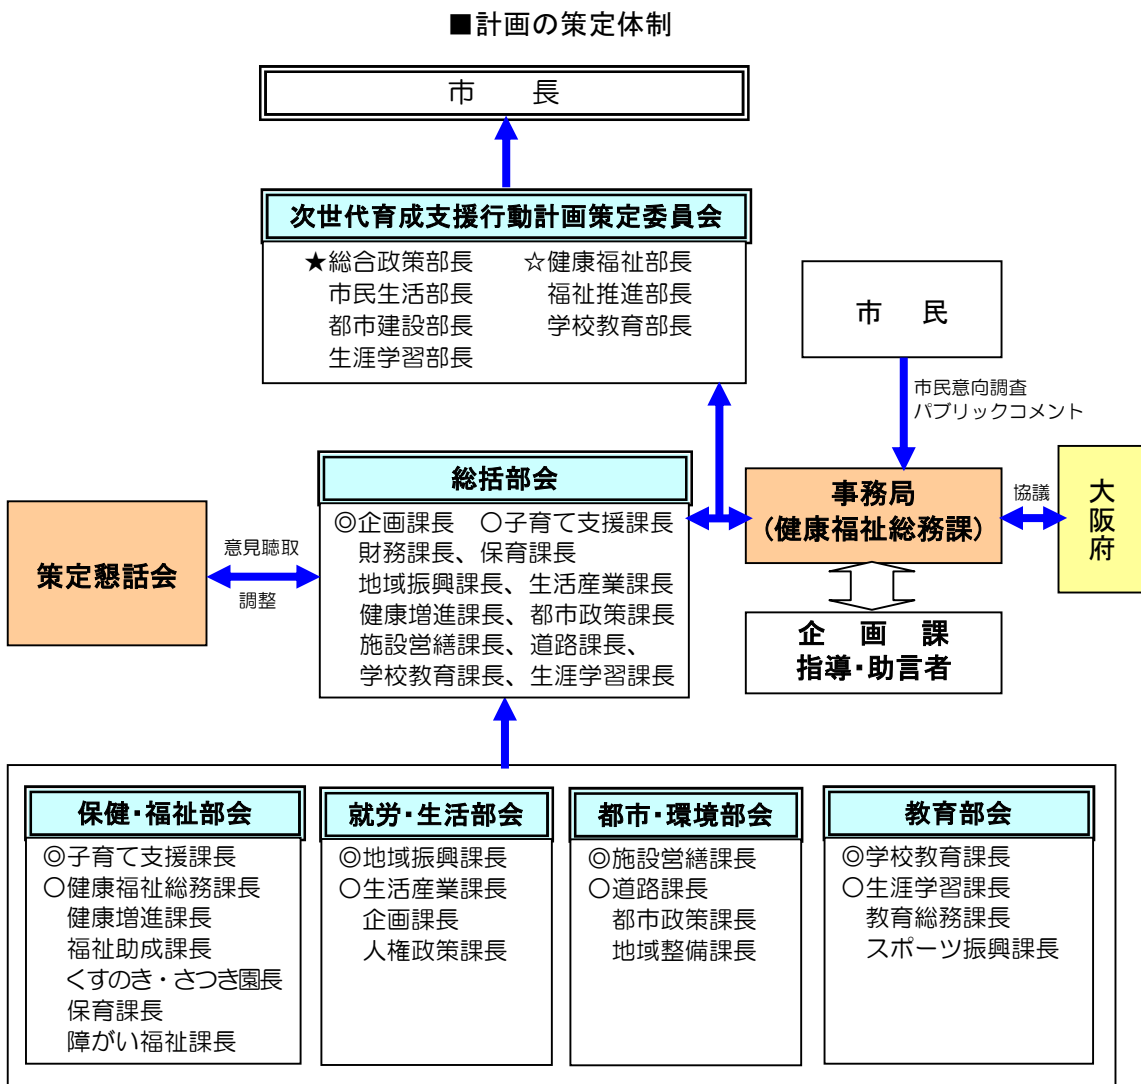 ■計画の策定体制
市　　長
次世代育成支援行動計画策定委員会
★総合政策部長　　☆健康福祉部長
市民生活部長　　福祉推進部長
都市建設部長　　学校教育部長
生涯学習部長
市　民
市民意向調査
パブリックコメント
総括部会
◎企画課長　○子育て支援課長
財務課長、保育課長
地域振興課長、生活産業課長
健康増進課長、都市政策課長
施設営繕課長、道路課長、
学校教育課長、生涯学習課長
事務局
（健康福祉総務課）
協議
大阪府
策定懇話会
意見聴取
調整
企　画　課
指導・助言者
保健・福祉部会
◎子育て支援課長
○健康福祉総務課長
健康増進課長
福祉助成課長
くすのき・さつき園長
保育課長
障がい福祉課長
就労・生活部会
◎地域振興課長
○生活産業課長
企画課長
人権政策課長
都市・環境部会
◎施設営繕課長
○道路課長
都市政策課長
地域整備課長
教育部会
◎学校教育課長
○生涯学習課長
教育総務課長
スポーツ振興課長